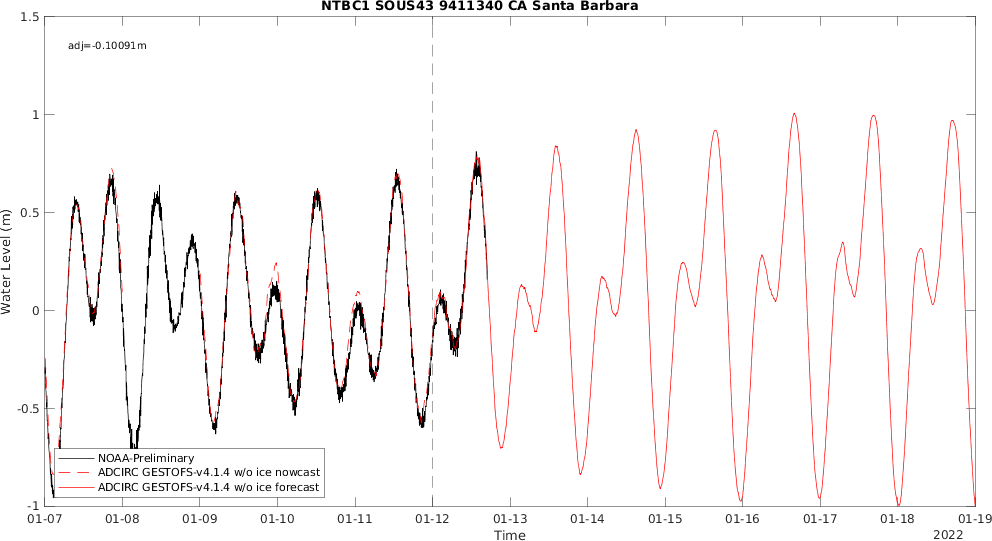 NTBC1 SOUS43 9411340 CA Santa Barbara
1.5
adj=-0.10091m
1
0.5
0
-0.5
-1
Water Level (m)
NOAA-Preliminary
ADCIRC GESTOFS-v4.1.4 w/o ice nowcast
ADCIRC GESTOFS-v4.1.4 w/o ice forecast
01-07 01-08 01-09 01-10 01-11 01-12 01-13 01-14 01-15 01-16 01-17 01-18 01-19
Time
2022